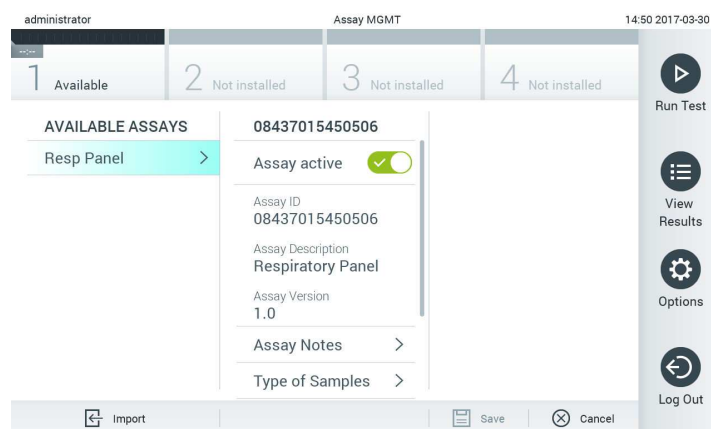 administrator Assay MGMT 14:50 2017-03-30
--:--
1 Available 2 Not installed 3 Not installed 4 Not installed
Run Test
AVAILABLE ASSAYS
Resp Panel
08437015450506
Assay active
Assay ID
08437015450506
Assay Description
Respiratory Panel
Assay Version
1.0
Assay Notes
Type of Samples
View
Results
Options
Log Out
Import
Save
Cancel